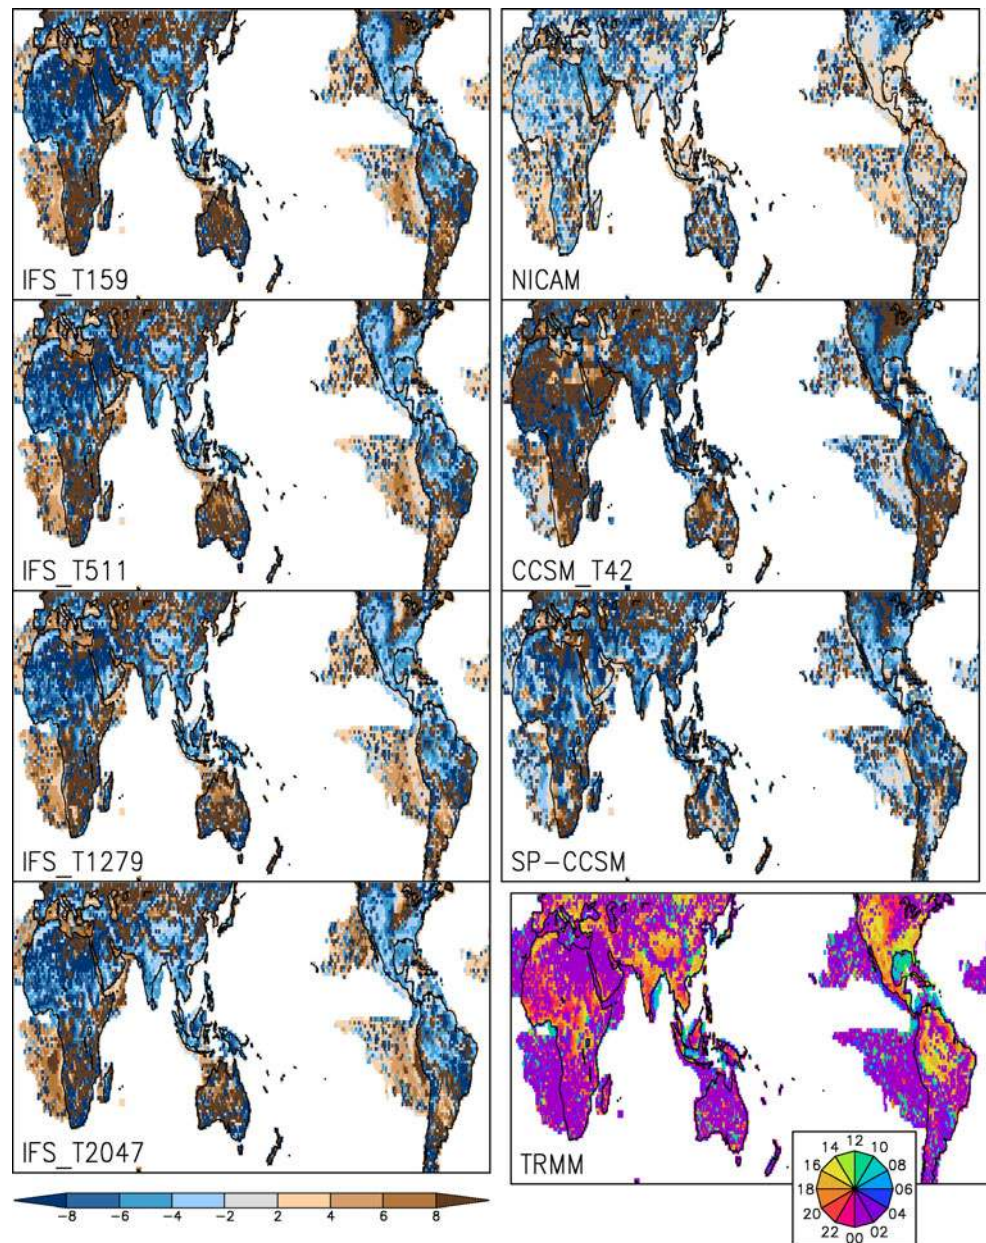 IFS_T159
NICAM
IFS_T511
CCSM_T42
IFS_T1279
SP-CCSM
IFS_T2047
TRMM
12
14 10
16 08
18 06
20 04
22 02
00
-8 -6 -4 -2 2 4 6 8